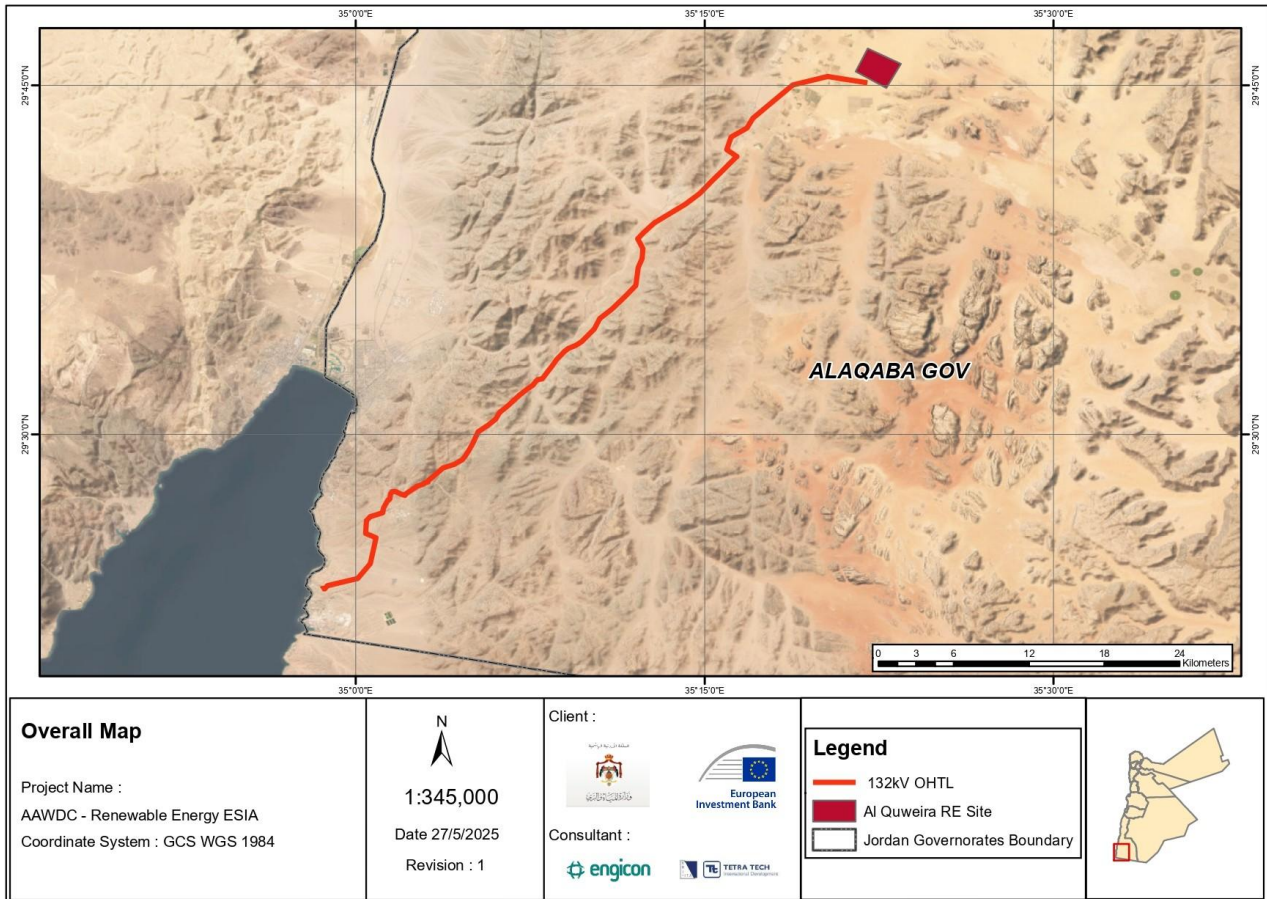 35°0'0"E
35°15'0"E
35°30'0"E
29°45'0"N
29°45'0"N
ALAQABA GOV
29°30'0"N
29°30'0"N
0 3 6 12 18 24
Kilometers
35°0'0"E
35°15'0"E
35°30'0"E
Overall Map
Project Name :
AAWDC - Renewable Energy ESIA
Coordinate System : GCS WGS 1984
N
1:345,000
Date 27/5/2025
Revision : 1
Client :
European
Investment Bank
Consultant :
engicon
TETRA TECH
International Development
Legend
132kV OHTL
Al Quweira RE Site
Jordan Governorates Boundary